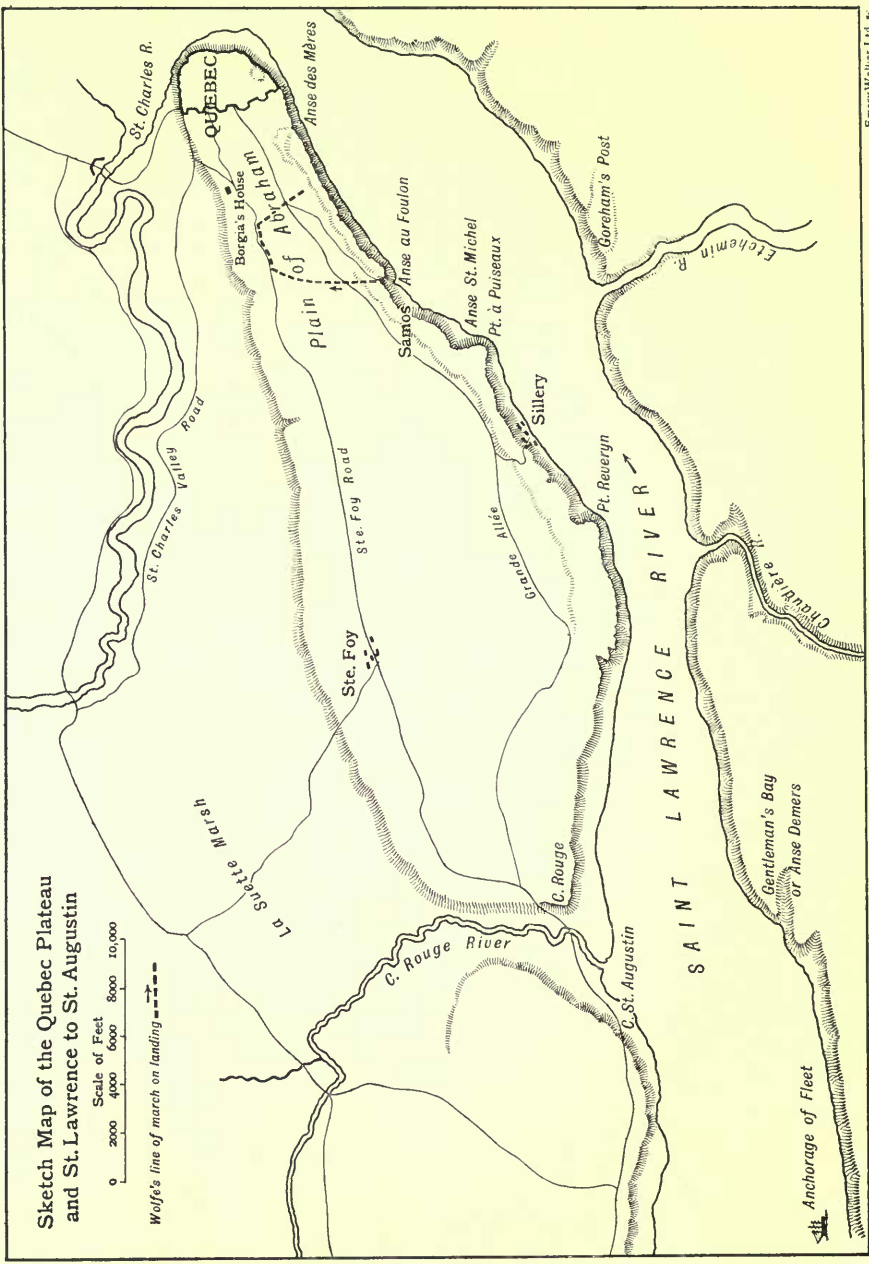 Sketch Map of the Quebec Plateau
and St. Lawrence to St. Augustin
Scale of Feet
0 2000 4000 6000 8000 10,000
Wolfe's line of march on landing
St. Charles R.
QUEBEC
Anse des Mères
Borgia's House
Plain of Abraham
Anse au Foulon
Samos
Anse St. Michel
Pt. à Puiseaux
Sillery
Goreham's Post
Etchemin R.
St. Charles Valley Road
Ste. Foy Road
Grande Allée
Pt. Reveryn
Ste. Foy
La Suette Marsh
SAINT LAWRENCE RIVER
Chaudière R.
C. Rouge
C. Rouge River
C. St. Augustin
Gentleman's Bay
or Anse Demers
Anchorage of Fleet